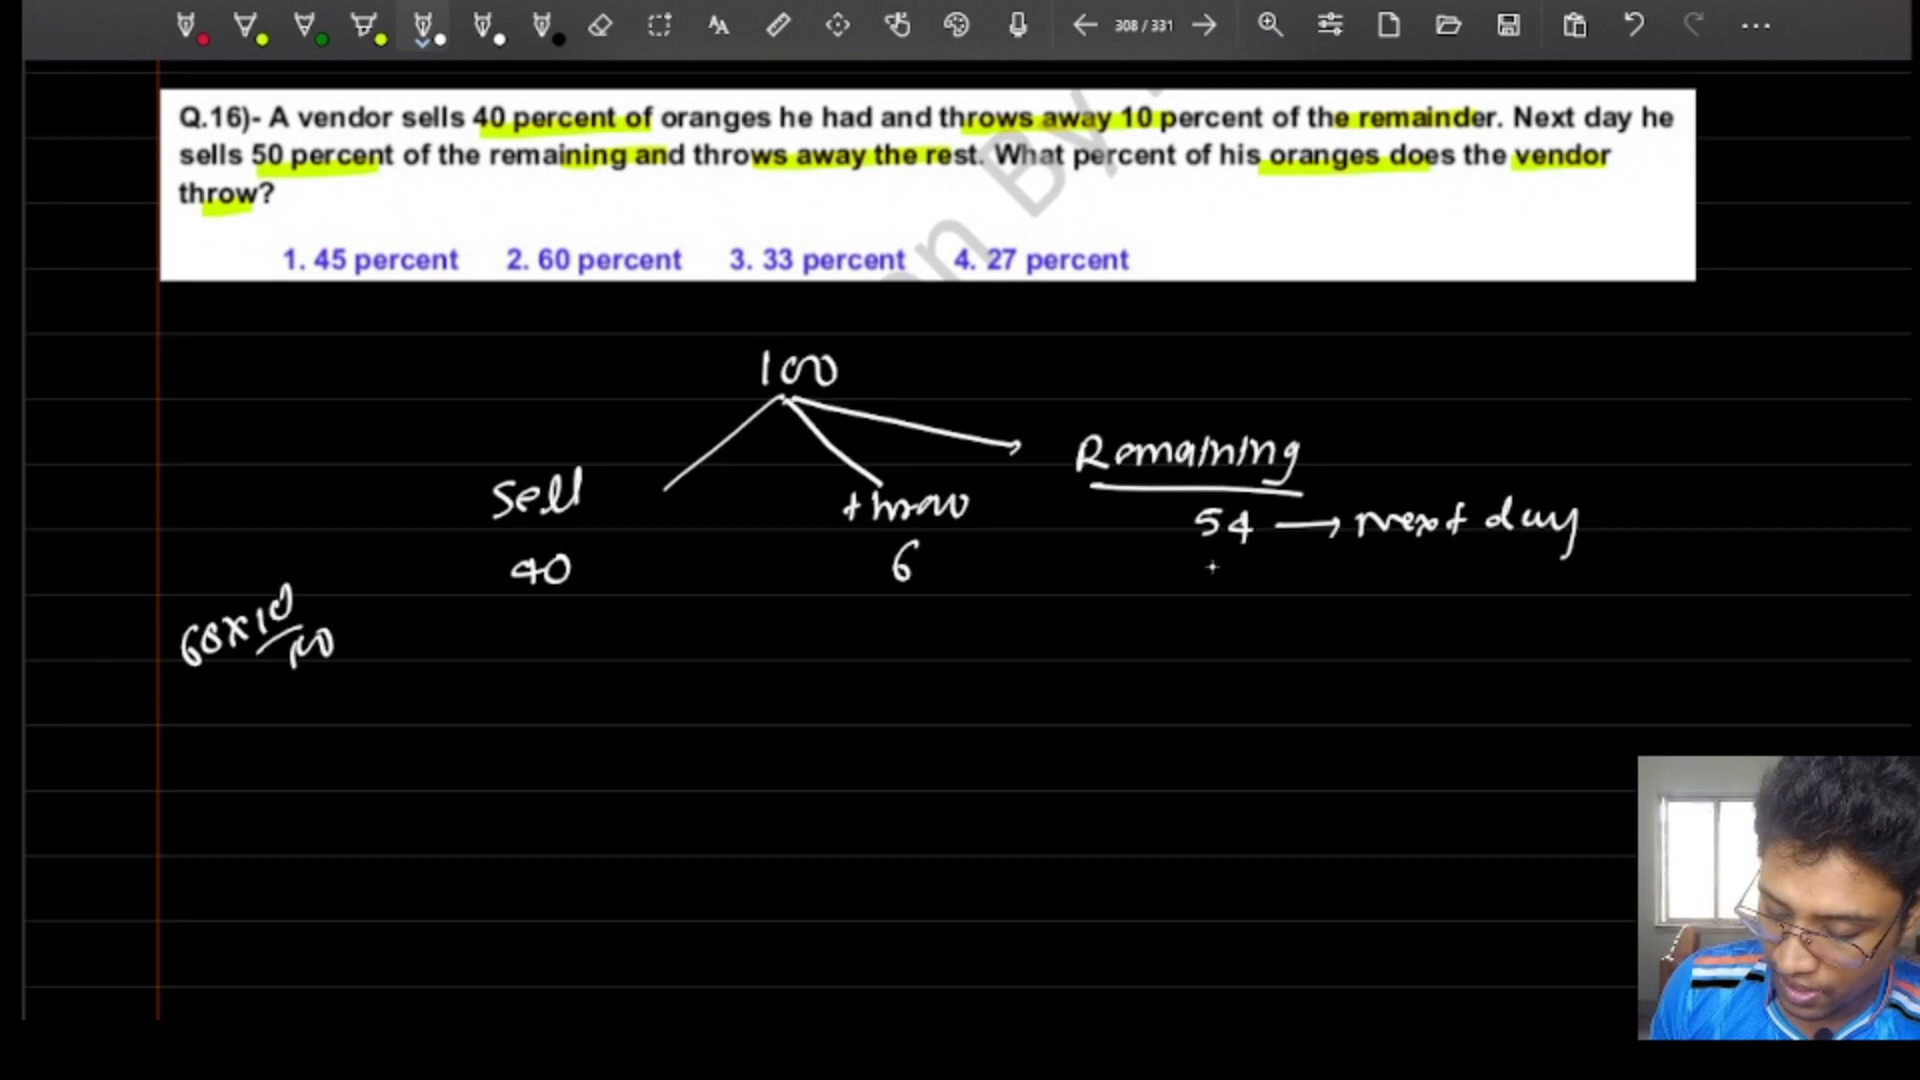 308 / 331
Q.16)- A vendor sells 40 percent of oranges he had and throws away 10 percent of the remainder. Next day he
sells 50 percent of the remaining and throws away the rest. What percent of his oranges does the vendor
throw?
1. 45 percent 2. 60 percent 3. 33 percent 4. 27 percent
on By
100
Remaining
Sell throw
54 → next day
40 6
60×10/100